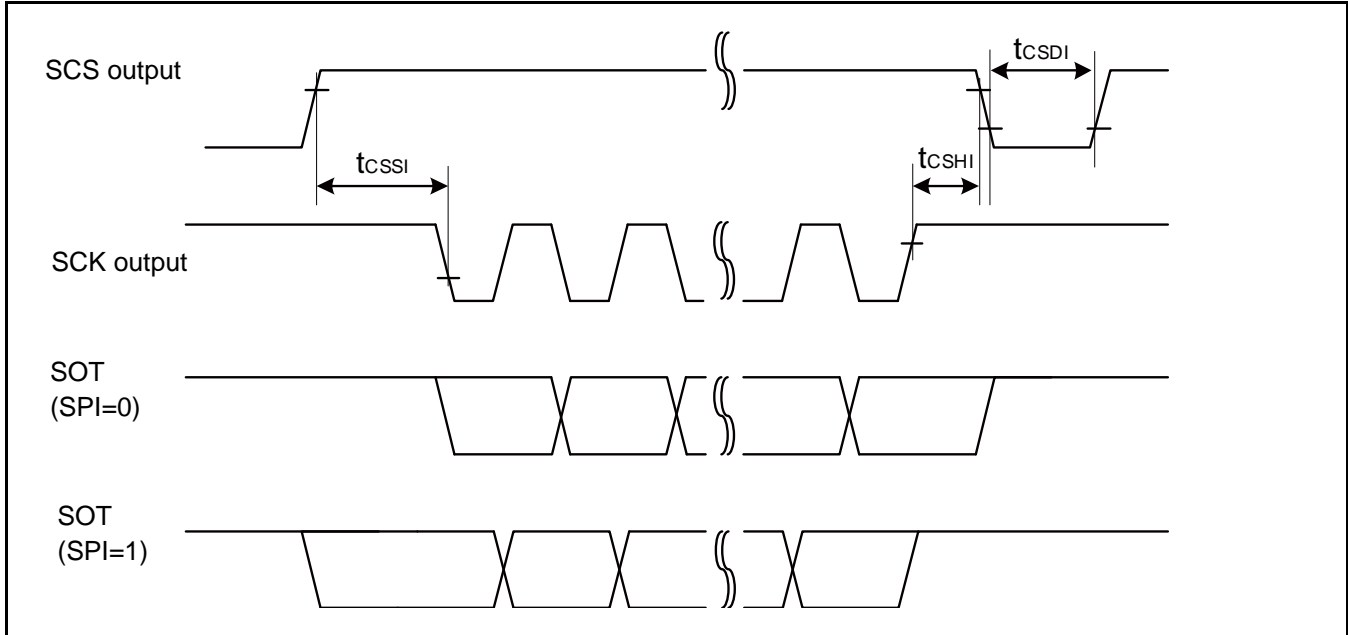 SCS output
tCSDI
tCSSI
tCSHI
SCK output
SOT
(SPI=0)
SOT
(SPI=1)